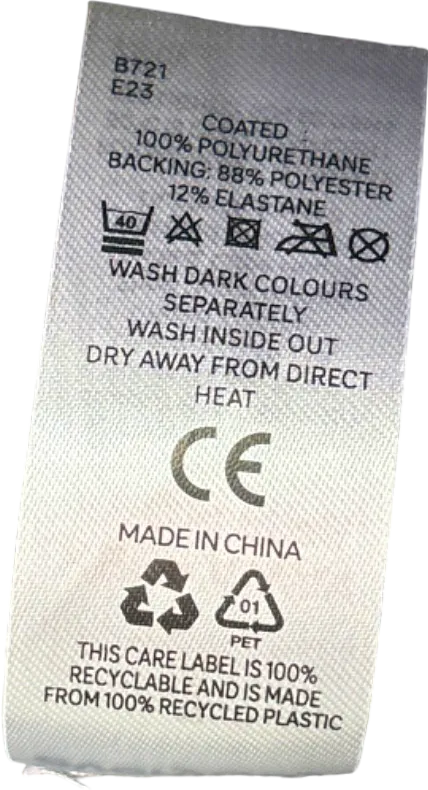 B721
E23
COATED :
100% POLYURETHANE
BACKING: 88% POLYESTER
12% ELASTANE
40
WASH DARK COLOURS
SEPARATELY
WASH INSIDE OUT
DRY AWAY FROM DIRECT
HEAT
CE
MADE IN CHINA
01
PET
THIS CARE LABEL IS 100%
RECYCLABLE AND IS MADE
FROM 100% RECYCLED PLASTIC